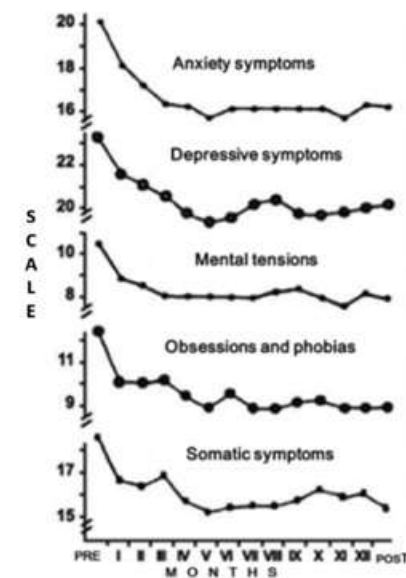 20
18
Anxiety symptoms
16
Depressive symptoms
22
20
S
C
A
L
E
10
Mental tensions
8
Obsessions and phobias
11
9
Somatic symptoms
17
15
PRE I II III IV V VI VII VIII IX X XI XII POST
M O N T H S